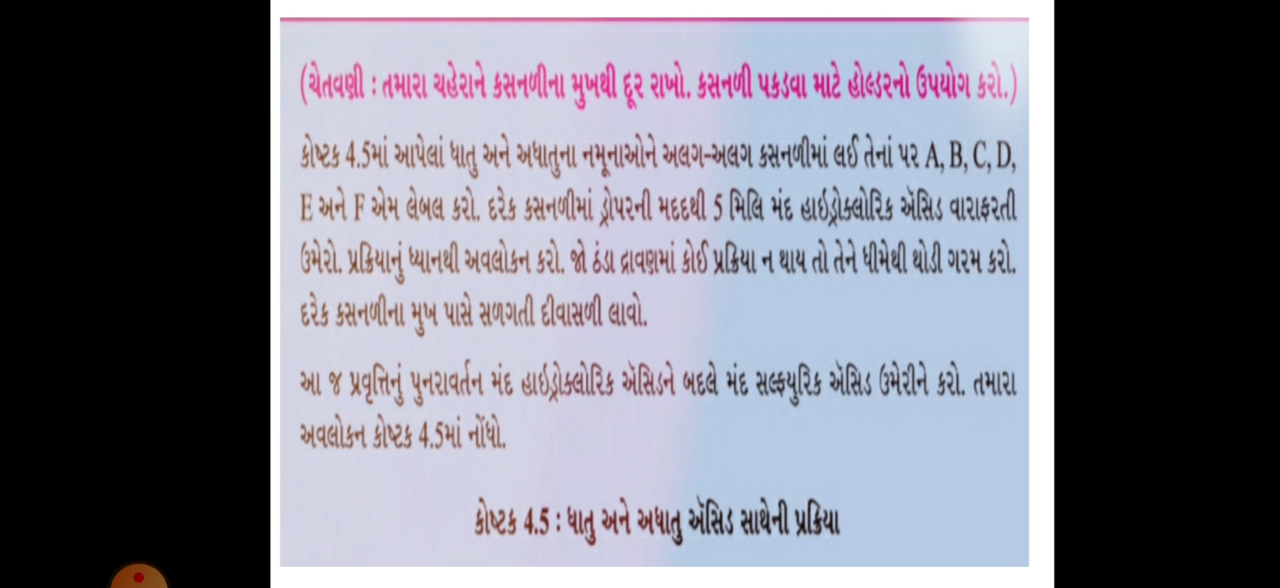 (ચેતવણી : તમારા ચહેરાને કસનળીના મુખથી દૂર રાખો. કસનળી પકડવા માટે હોલ્ડરનો ઉપયોગ કરો.)
કોષ્ટક 4.5માં આપેલાં ધાતુ અને અધાતુના નમૂનાઓને અલગ-અલગ કસનળીમાં લઈ તેનાં પર A, B, C, D,
E અને F એમ લેબલ કરો. દરેક કસનળીમાં ડ્રોપરની મદદથી 5 મિલિ મંદ હાઇડ્રોક્લોરિક ઍસિડ વારાફરતી
ઉમેરો. પ્રક્રિયાનું ધ્યાનથી અવલોકન કરો. જો ઠંડા દ્રાવણમાં કોઈ પ્રક્રિયા ન થાય તો તેને ધીમેથી થોડી ગરમ કરો.
દરેક કસનળીના મુખ પાસે સળગતી દીવાસળી લાવો.
આ જ પ્રવૃત્તિનું પુનરાવર્તન મંદ હાઇડ્રોક્લોરિક ઍસિડને બદલે મંદ સલ્ફયુરિક ઍસિડ ઉમેરીને કરો. તમારા
અવલોકન કોષ્ટક 4.5માં નોંધો.
કોષ્ટક 4.5 : ધાતુ અને અધાતુ ઍસિડ સાથેની પ્રક્રિયા